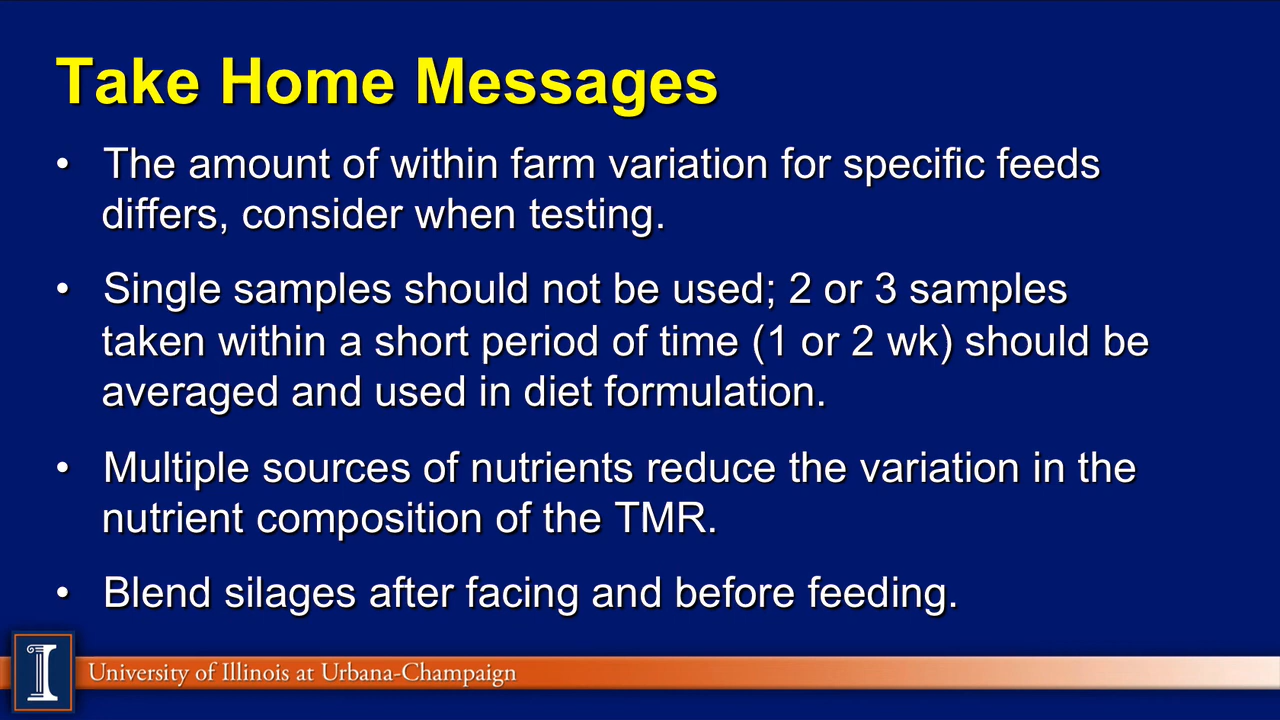 Take Home Messages
• The amount of within farm variation for specific feeds
differs, consider when testing.
• Single samples should not be used; 2 or 3 samples
taken within a short period of time (1 or 2 wk) should be
averaged and used in diet formulation.
• Multiple sources of nutrients reduce the variation in the
nutrient composition of the TMR.
• Blend silages after facing and before feeding.
I
University of Illinois at Urbana-Champaign